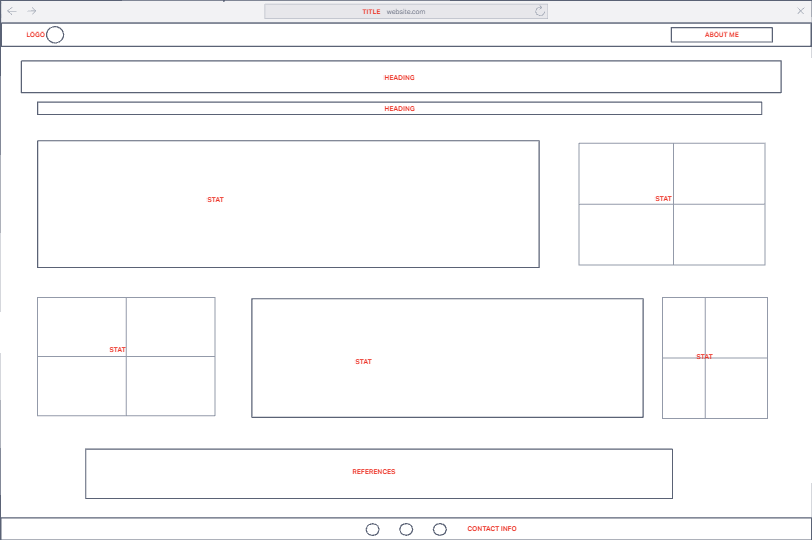 TITLE website.com
LOGO
ABOUT ME
HEADING
HEADING
STAT
STAT
STAT
STAT
STAT
REFERENCES
CONTACT INFO